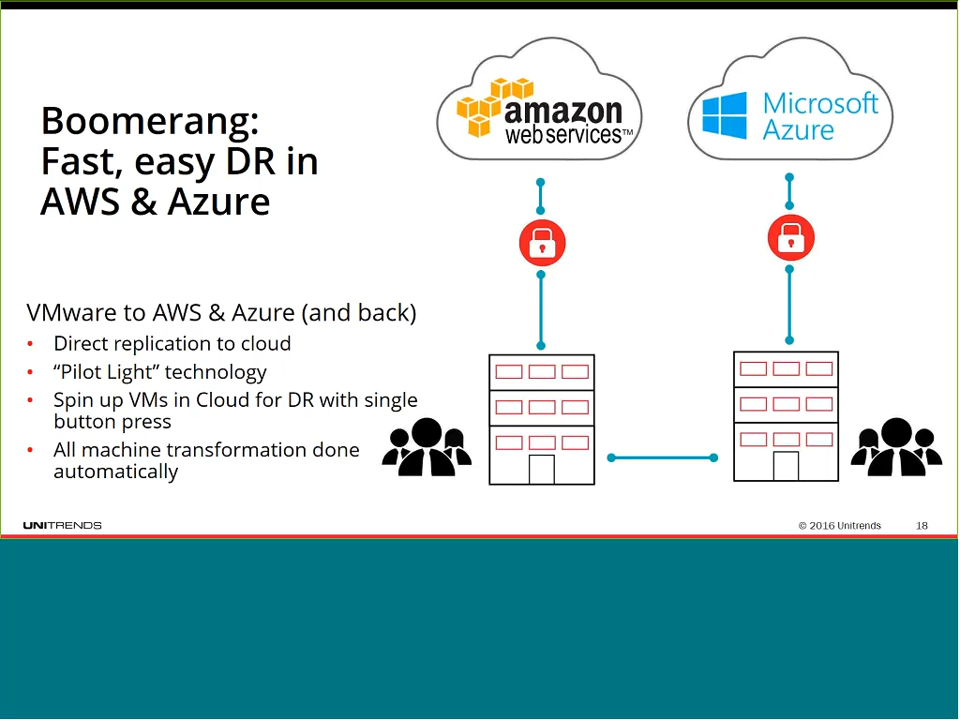 Boomerang:
Fast, easy DR in
AWS & Azure
amazon
web services™
Microsoft
Azure
VMware to AWS & Azure (and back)
• Direct replication to cloud
• “Pilot Light” technology
• Spin up VMs in Cloud for DR with single
button press
• All machine transformation done
automatically
UNITRENDS
© 2016 Unitrends
18